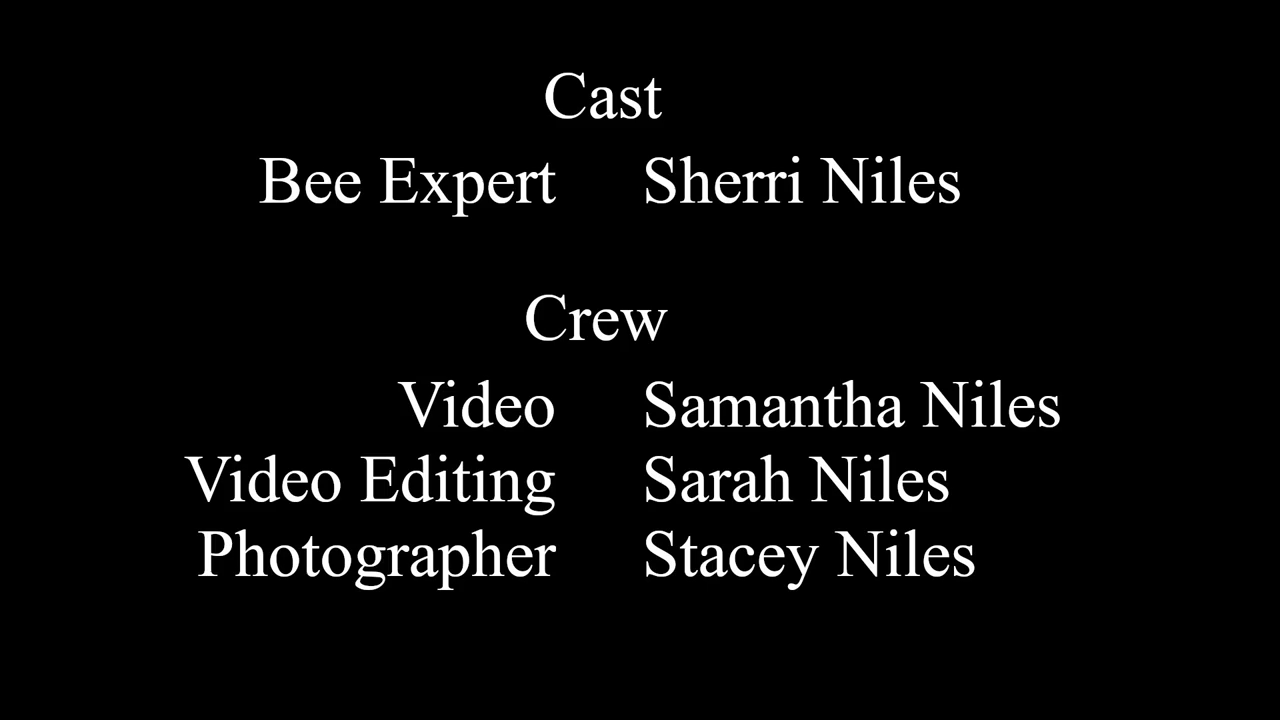 Cast
Bee Expert Sherri Niles
Crew
Video Samantha Niles
Video Editing Sarah Niles
Photographer Stacey Niles